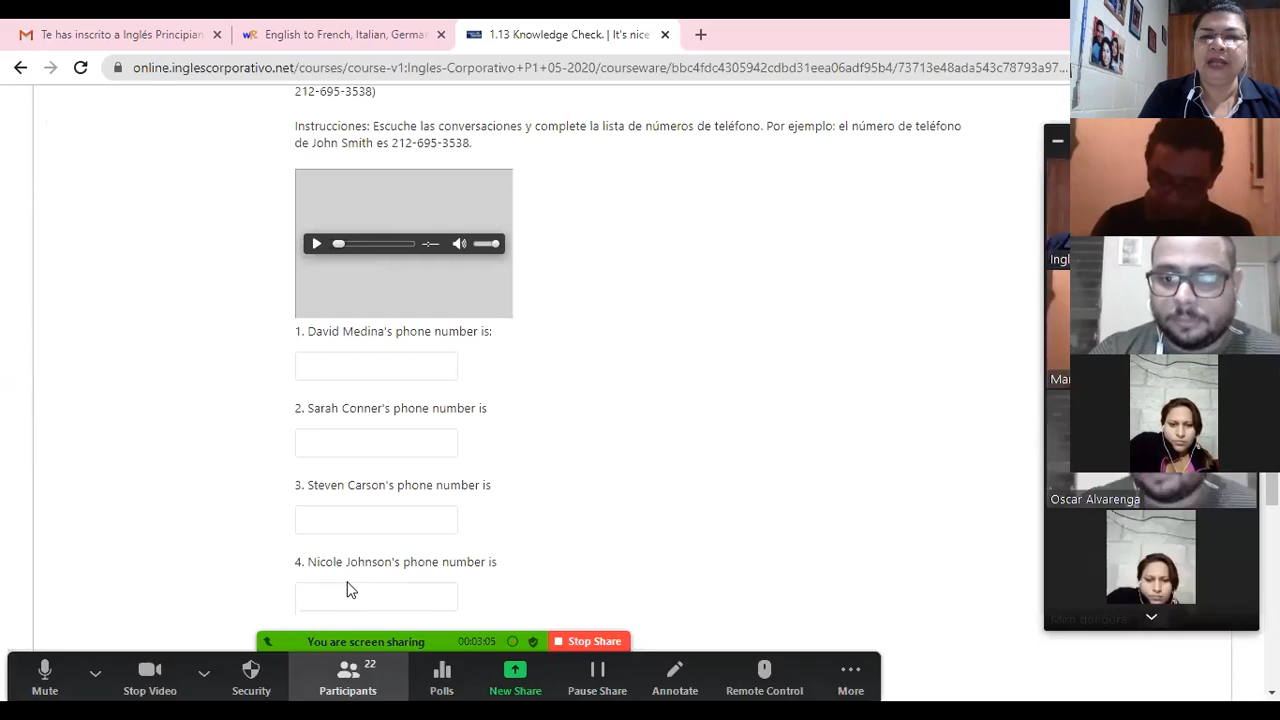 Te has inscrito a Inglés Principian
English to French, Italian, Germa
1.13 Knowledge Check. | It's nice
online.inglescorporativo.net/courses/course-v1:Ingles-Corporativo+P1+05-2020/courseware/bbc4fdc4305942cdbd31eea06adf95b4/73713e48ada543c78793a97...
212-695-3538)
Instrucciones: Escuche las conversaciones y complete la lista de números de teléfono. Por ejemplo: el número de teléfono
de John Smith es 212-695-3538.
1. David Medina's phone number is:
2. Sarah Conner's phone number is
3. Steven Carson's phone number is
4. Nicole Johnson's phone number is
Ingl
Mar
Oscar Alvarenga
You are screen sharing
00:03:05
Stop Share
22
Mute
Stop Video
Security
Participants
Polls
New Share
Pause Share
Annotate
Remote Control
More